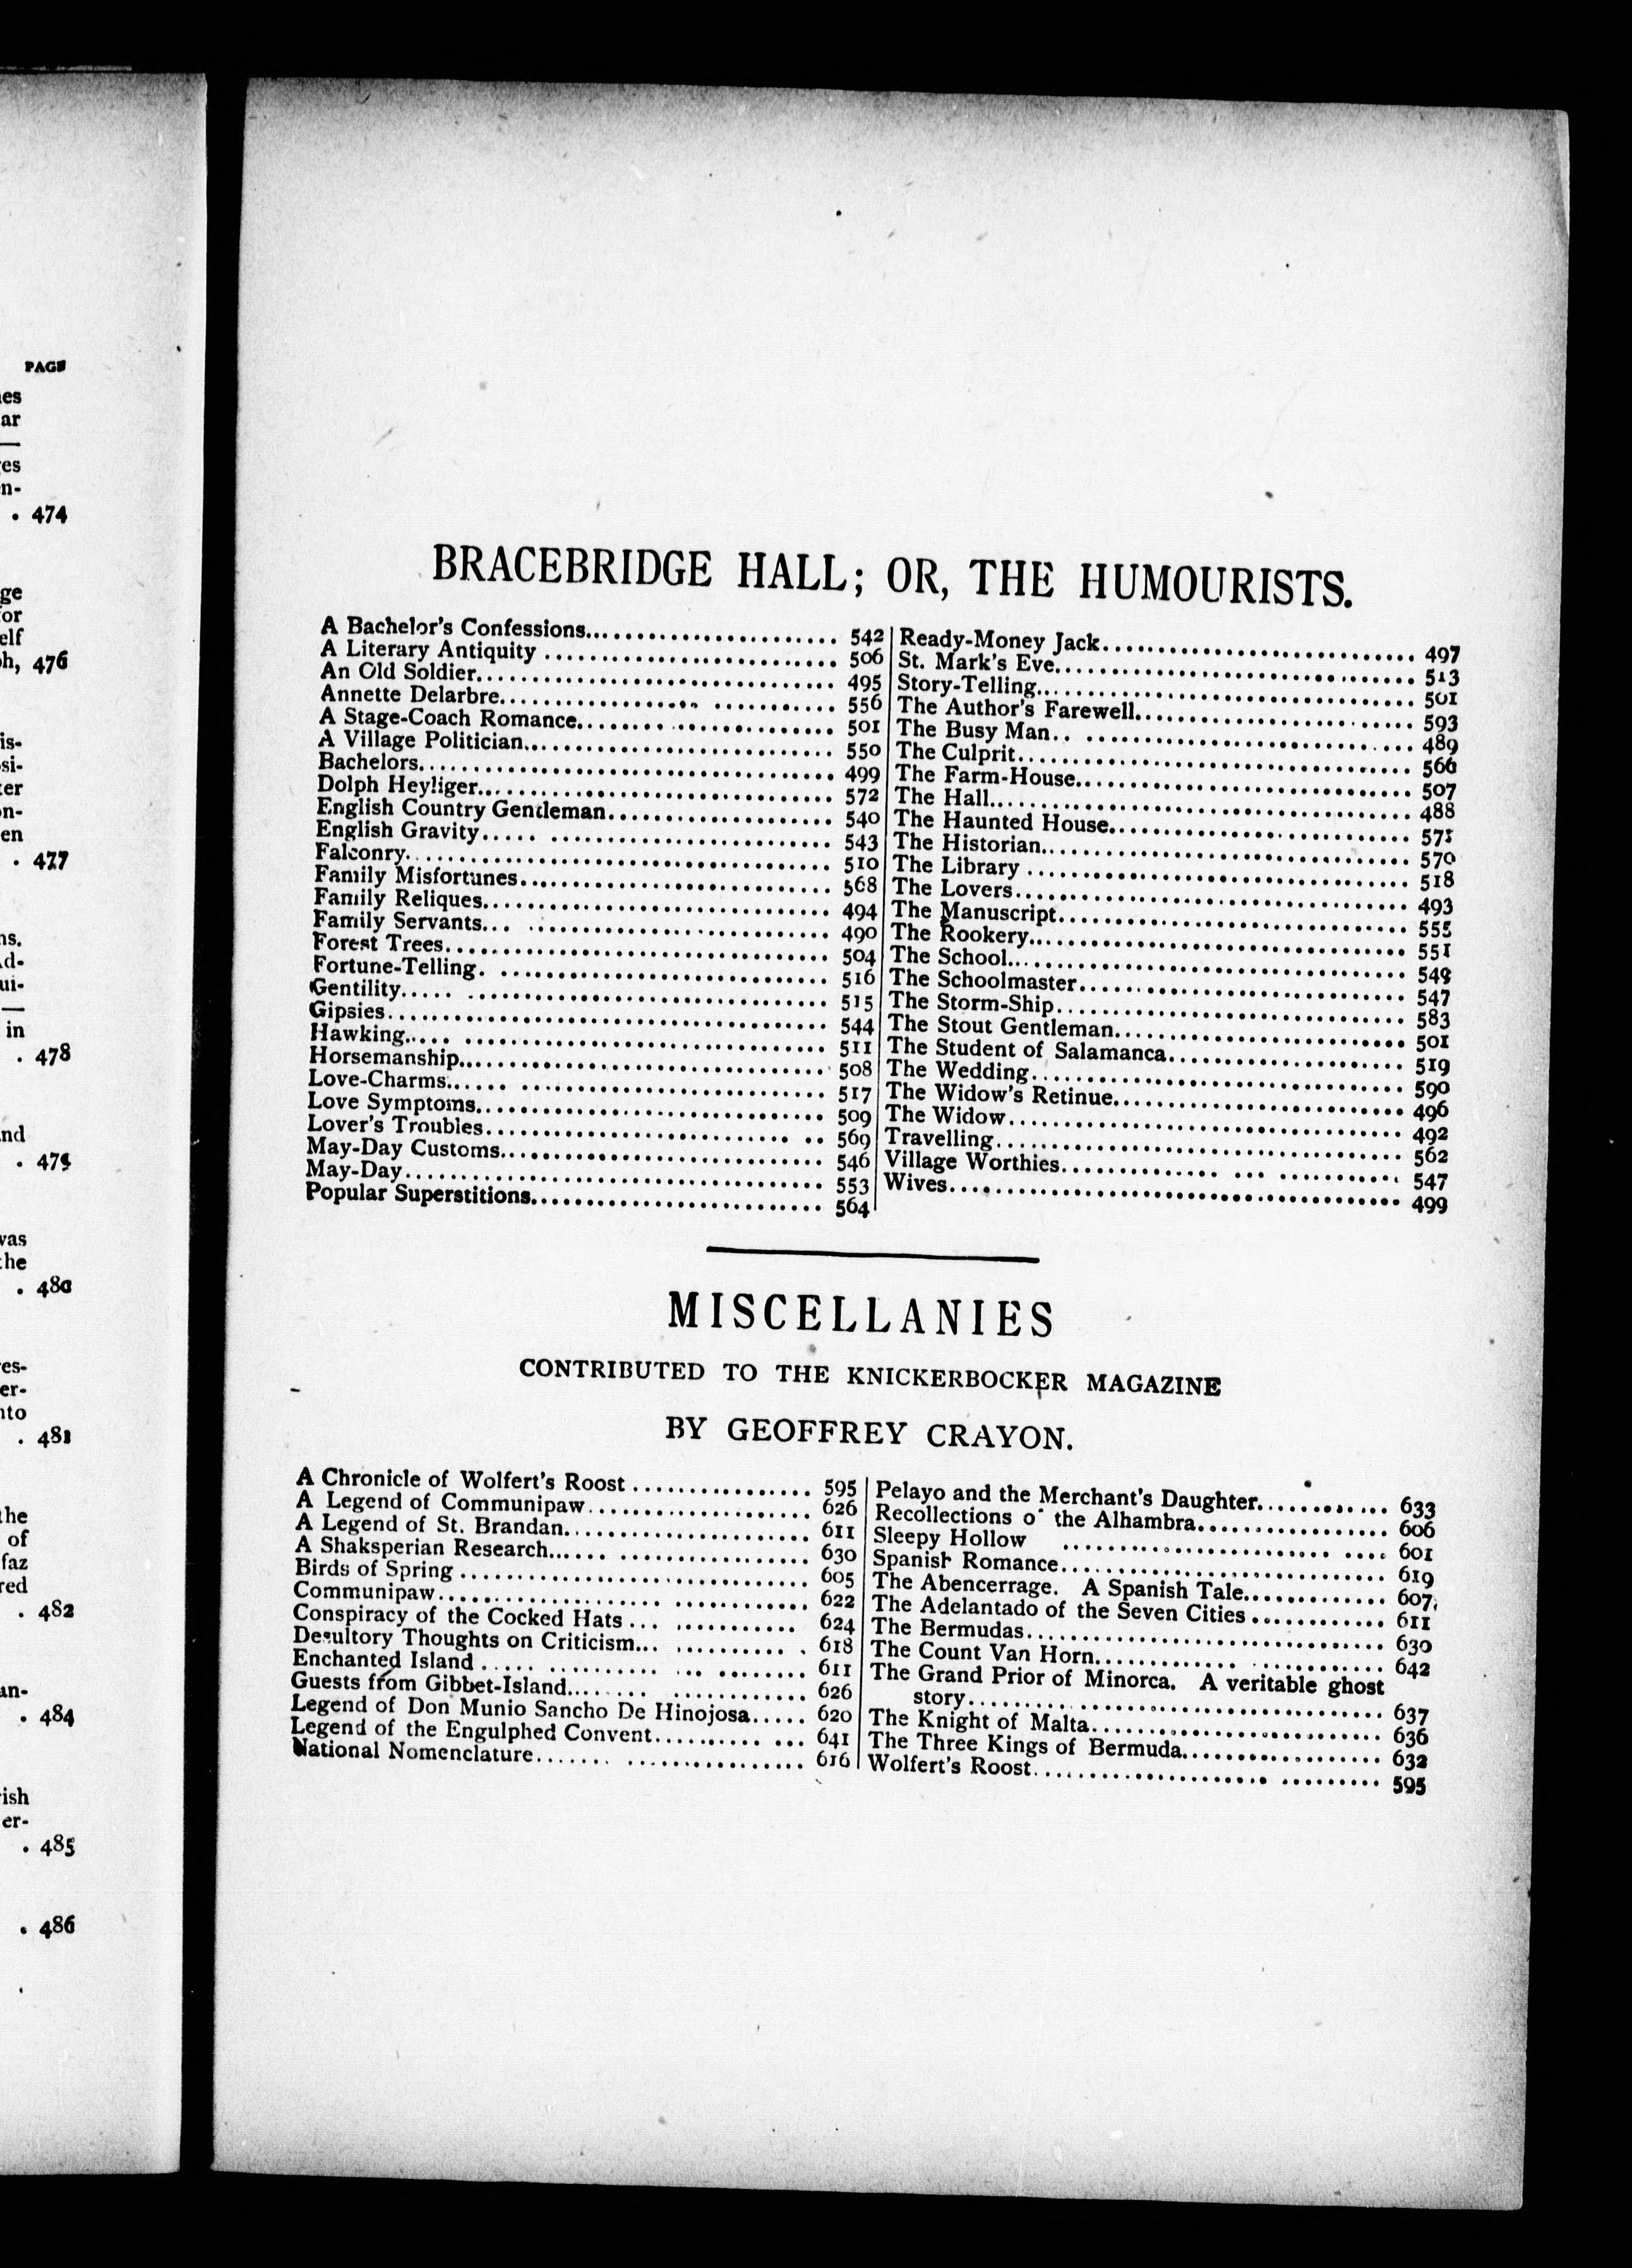 PAGE
es
ar
es
n-
. 474
ge
or
elf
oh, 476
is-
si-
ter
on-
en
. 477
ns.
d-
ui-
in
. 478
nd
. 479
was
the
. 480
es-
er-
nto
. 481
the
of
faz
red
. 482
an-
. 484
ish
er-
. 485
. 486
BRACEBRIDGE HALL; OR, THE HUMOURISTS.
A Bachelor's Confessions........................ 542
A Literary Antiquity ........................... 506
An Old Soldier................................. 495
Annette Delarbre............................... 556
A Stage-Coach Romance......................... 501
A Village Politician............................ 550
Bachelors...................................... 499
Dolph Heyliger................................. 572
English Country Gentleman...................... 540
English Gravity................................ 543
Falconry....................................... 510
Family Misfortunes............................. 568
Family Reliques................................ 494
Family Servants................................ 490
Forest Trees................................... 504
Fortune-Telling................................ 516
Gentility...................................... 515
Gipsies........................................ 544
Hawking........................................ 511
Horsemanship................................... 508
Love-Charms.................................... 517
Love Symptoms.................................. 509
Lover's Troubles............................... 569
May-Day Customs................................ 546
May-Day........................................ 553
Popular Superstitions.......................... 564
Ready-Money Jack............................... 497
St. Mark's Eve................................. 513
Story-Telling.................................. 501
The Author's Farewell.......................... 593
The Busy Man................................... 489
The Culprit.................................... 566
The Farm-House................................. 507
The Hall....................................... 488
The Haunted House..............................
The Historian.................................. 570
The Library ................................... 518
The Lovers..................................... 493
The Manuscript................................. 555
The Rookery.................................... 551
The School.....................................
The Schoolmaster............................... 547
The Storm-Ship................................. 583
The Stout Gentleman............................ 501
The Student of Salamanca....................... 519
The Wedding.................................... 590
The Widow's Retinue............................ 496
The Widow...................................... 492
Travelling..................................... 562
Village Worthies............................... 547
Wives.......................................... 499
MISCELLANIES
CONTRIBUTED TO THE KNICKERBOCKER MAGAZINE
BY GEOFFREY CRAYON.
A Chronicle of Wolfert's Roost ................ 595
A Legend of Communipaw......................... 626
A Legend of St. Brandan........................ 611
A Shaksperian Research......................... 630
Birds of Spring ............................... 605
Communipaw..................................... 622
Conspiracy of the Cocked Hats ................. 624
Desultory Thoughts on Criticism................ 618
Enchanted Island .............................. 611
Guests from Gibbet-Island...................... 626
Legend of Don Munio Sancho De Hinojosa..... 620
Legend of the Engulphed Convent................ 641
National Nomenclature.......................... 616
Pelayo and the Merchant's Daughter............. 633
Recollections o the Alhambra.................. 606
Sleepy Hollow ................................. 601
Spanish Romance................................ 619
The Abencerrage. A Spanish Tale................ 607
The Adelantado of the Seven Cities ............ 611
The Bermudas................................... 630
The Count Van Horn............................. 642
The Grand Prior of Minorca. A veritable ghost
story.......................................... 637
The Knight of Malta............................ 636
The Three Kings of Bermuda..................... 632
Wolfert's Roost................................ 595